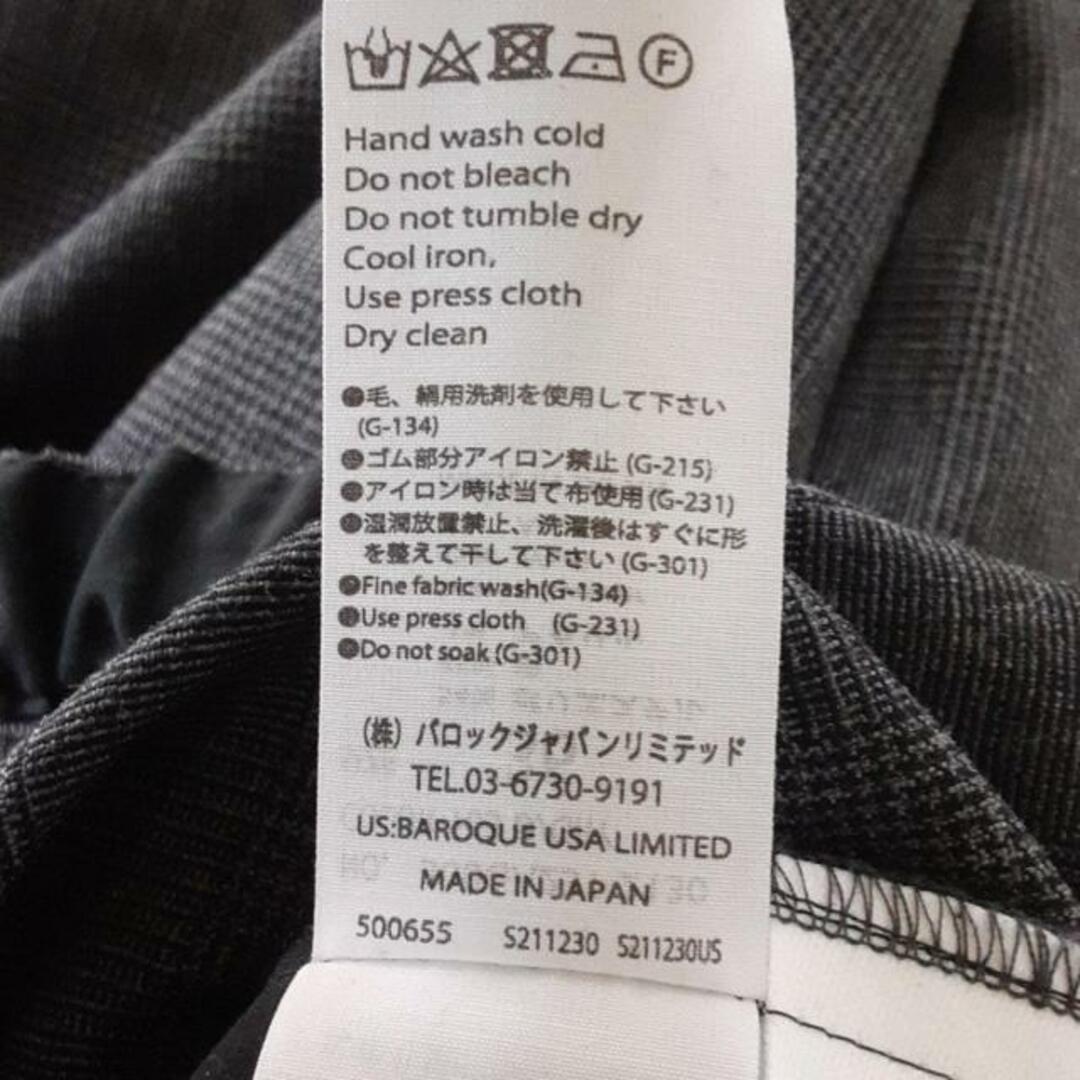 F
Hand wash cold
Do not bleach
Do not tumble dry
Cool iron,
Use press cloth
Dry clean
●毛、絹用洗剤を使用して下さい
(G-134)
●ゴム部分アイロン禁止 (G-215)
●アイロン時は当て布使用 (G-231)
●湿潤放置禁止、洗濯後はすぐに形
を整えて干して下さい (G-301)
●Fine fabric wash(G-134)
●Use press cloth (G-231)
●Do not soak (G-301)
(株) バロックジャパンリミテッド
TEL.03-6730-9191
US:BAROQUE USA LIMITED
MADE IN JAPAN
500655 S211230 S211230US